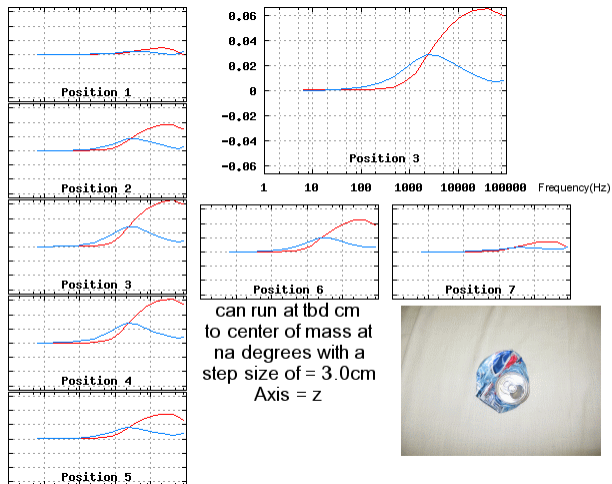 Position 1
Position 2
Position 3
Position 4
Position 5
0.06
0.04
0.02
0
-0.02
-0.04
-0.06
Position 3
1 10 100 1000 10000 100000 Frequency(Hz)
Position 6
Position 7
can run at tbd cm
to center of mass at
na degrees with a
step size of = 3.0cm
Axis = z